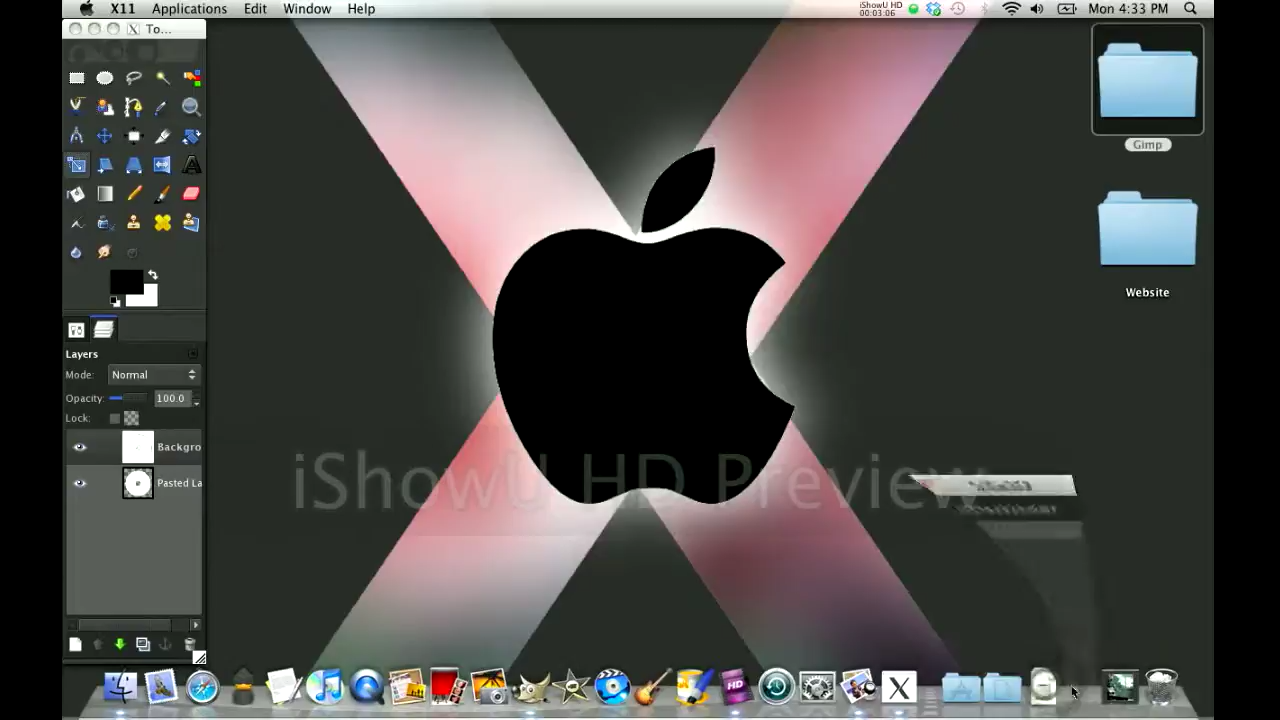 X11 Applications Edit Window Help
iShowU HD
00:03:06
Mon 4:33 PM
X To...
Gimp
Website
Layers
Mode: Normal
Opacity: 100.0
Lock:
Backgro
Pasted La
iShowU HD Preview
HD
X